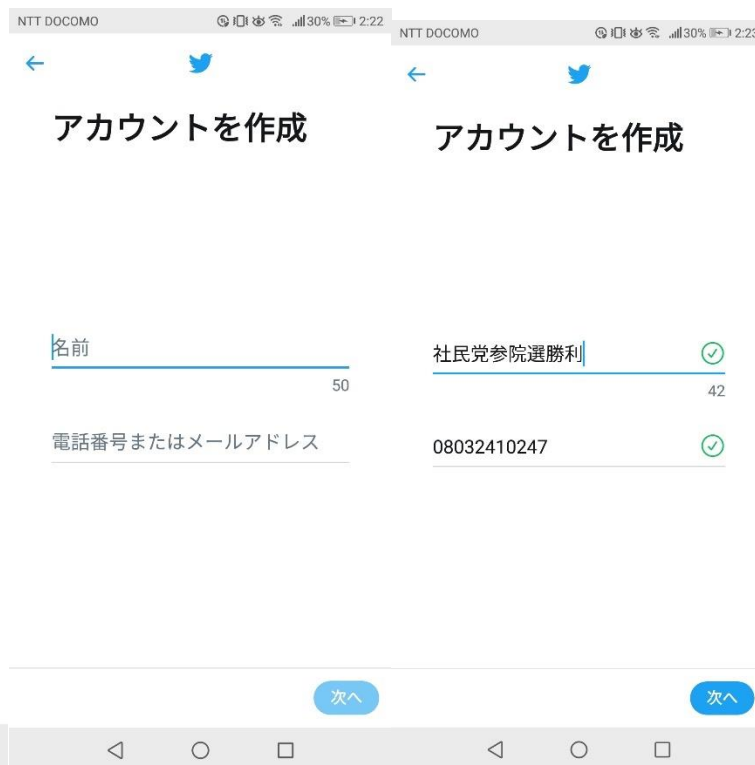 NTT DOCOMO 30% 2:22
アカウントを作成
名前
50
電話番号またはメールアドレス
次へ
NTT DOCOMO 30% 2:23
アカウントを作成
社民党参院選勝利
42
08032410247
次へ